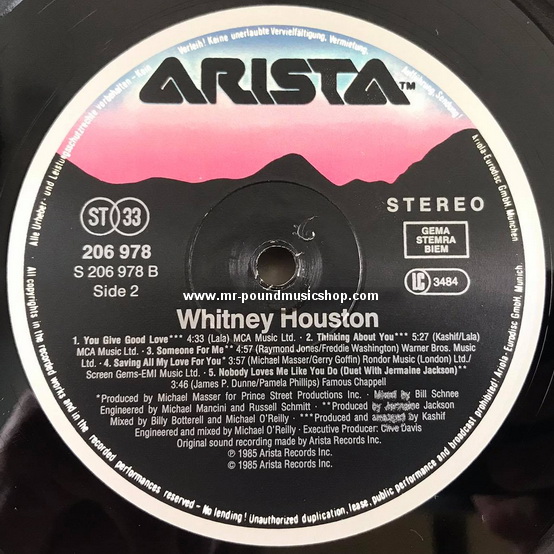 Alle Urheber- und Leistungsschutzrechte vorbehalten - Kein Verleih! Keine unerlaubte Vervielfältigung, Vermietung, Aufführung, Sendung!
ARISTA™
Ariola-Eurodisc GmbH, München
STEREO
ST 33
206 978
S 206 978 B
Side 2
GEMA
STEMRA
BIEM
LC 3484
www.mr-poundmusicshop.com
Whitney Houston
1. You Give Good Love*** 4:33 (Lala) MCA Music Ltd. · 2. Thinking About You*** 5:27 (Kashif/Lala)
MCA Music Ltd. · 3. Someone For Me** 4:57 (Raymond Jones/Freddie Washington) Warner Bros. Music
Ltd. · 4. Saving All My Love For You* 3:57 (Michael Masser/Gerry Goffin) Rondor Music (London) Ltd./
Screen Gems-EMI Music Ltd. · 5. Nobody Loves Me Like You Do (Duet With Jermaine Jackson)**
3:46 (James P. Dunne/Pamela Phillips) Famous Chappell
*Produced by Michael Masser for Prince Street Productions Inc. · Mixed by Bill Schnee
Engineered by Michael Mancini and Russell Schmitt · **Produced by Jermaine Jackson
Mixed by Billy Botterell and Michael O'Reilly · ***Produced and arranged by Kashif
Engineered and mixed by Michael O'Reilly · Executive Producer: Clive Davis
Original sound recording made by Arista Records Inc.
℗ 1985 Arista Records Inc.
© 1985 Arista Records Inc.
All copyrights in the recorded works and in the record performances reserved - No lending! Unauthorized duplication, lease, public performance and broadcast prohibited! Ariola-Eurodisc GmbH, Munich.